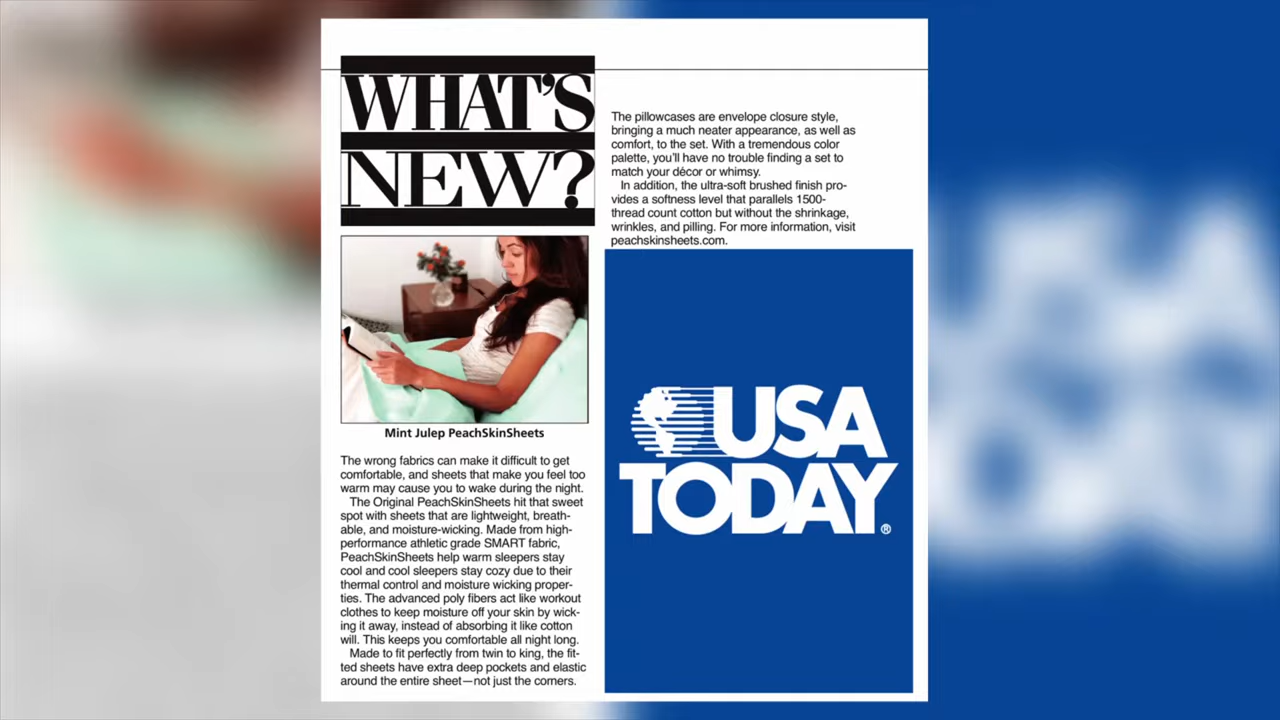 WHAT'S
NEW?
Mint Julep PeachSkinSheets
The wrong fabrics can make it difficult to get
comfortable, and sheets that make you feel too
warm may cause you to wake during the night.
The Original PeachSkinSheets hit that sweet
spot with sheets that are lightweight, breath-
able, and moisture-wicking. Made from high-
performance athletic grade SMART fabric,
PeachSkinSheets help warm sleepers stay
cool and cool sleepers stay cozy due to their
thermal control and moisture wicking proper-
ties. The advanced poly fibers act like workout
clothes to keep moisture off your skin by wick-
ing it away, instead of absorbing it like cotton
will. This keeps you comfortable all night long.
Made to fit perfectly from twin to king, the fit-
ted sheets have extra deep pockets and elastic
around the entire sheet—not just the corners.
The pillowcases are envelope closure style,
bringing a much neater appearance, as well as
comfort, to the set. With a tremendous color
palette, you'll have no trouble finding a set to
match your décor or whimsy.
In addition, the ultra-soft brushed finish pro-
vides a softness level that parallels 1500-
thread count cotton but without the shrinkage,
wrinkles, and pilling. For more information, visit
peachskinsheets.com.
USA
TODAY®